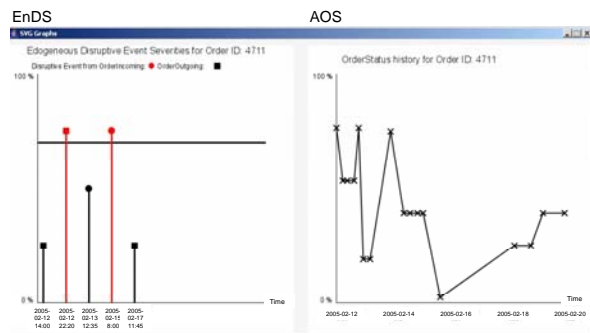 EnDS
AOS
SVG Graphs
Edogeneous Disruptive Event Severities for Order ID: 4711
Disruptive Event from OrderIncoming: OrderOutgoing:
100 %
0 %
Time
2005-02-12 14:00
2005-02-12 22:20
2005-02-13 12:35
2005-02-15 8:00
2005-02-17 11:45
OrderStatus history for Order ID: 4711
100 %
0 %
Time
2005-02-12
2005-02-14
2005-02-16
2005-02-18
2005-02-20